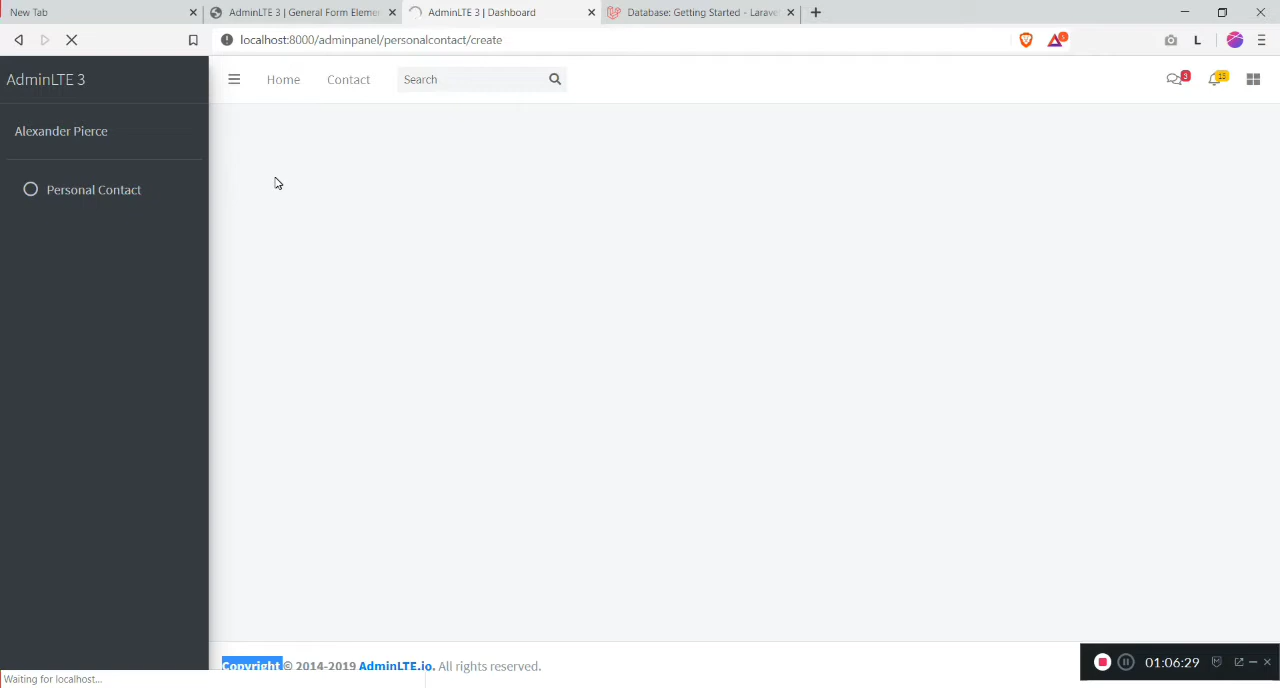 New Tab
AdminLTE 3 | General Form Elemen
AdminLTE 3 | Dashboard
Database: Getting Started - Larave
localhost:8000/adminpanel/personalcontact/create
L
AdminLTE 3
Home
Contact
Search
3
15
Alexander Pierce
Personal Contact
Copyright © 2014-2019 AdminLTE.io. All rights reserved.
01:06:29
Waiting for localhost...